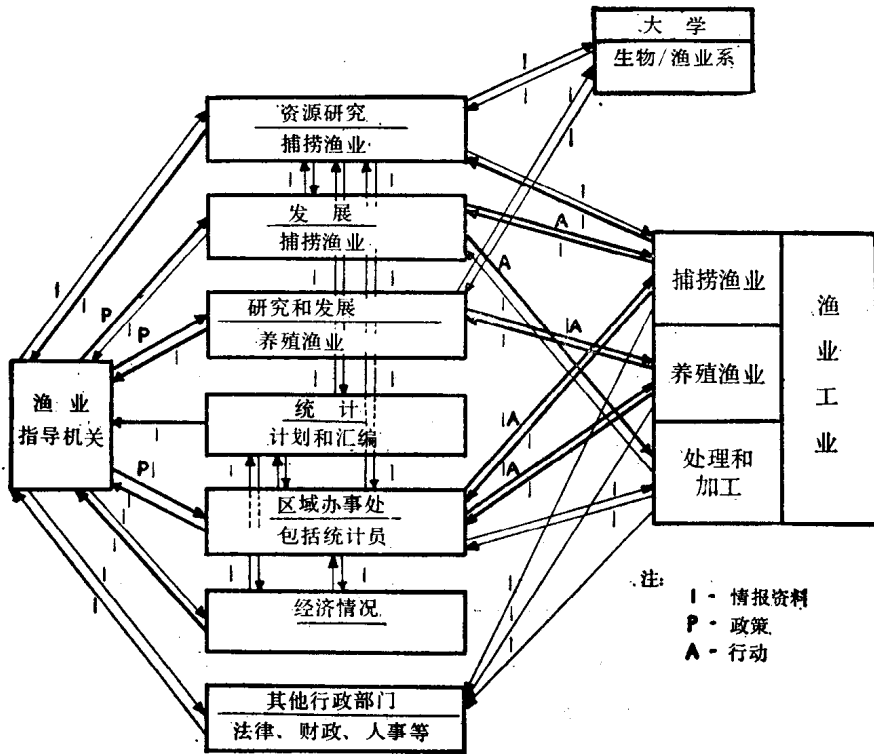 大学
生物/渔业系
资源研究
捕捞渔业
发展
捕捞渔业
研究和发展
养殖渔业
统计
计划和汇编
区域办事处
包括统计员
经济情况
其他行政部门
法律、财政、人事等
渔业
指导机关
捕捞渔业
养殖渔业
处理和
加工
渔业工业
P
P
P
A
A
A
A
A
注:
I - 情报资料
P - 政策
A - 行动